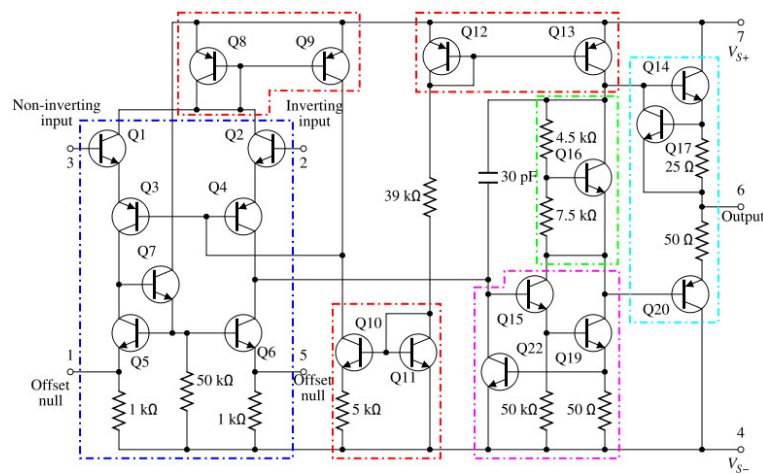 Q8
Q9
Q12
Q13
7
V_S+
Q14
Non-inverting
input
Inverting
input
Q1
Q2
3
2
4.5 kΩ
Q16
Q17
25 Ω
30 pF
Q3
Q4
39 kΩ
7.5 kΩ
6
Output
50 Ω
Q7
Q15
Q20
1
Q5
Q6
5
Q10
Q11
Q22
Q19
Offset
null
50 kΩ
Offset
null
1 kΩ
1 kΩ
5 kΩ
50 kΩ
50 Ω
4
V_S−